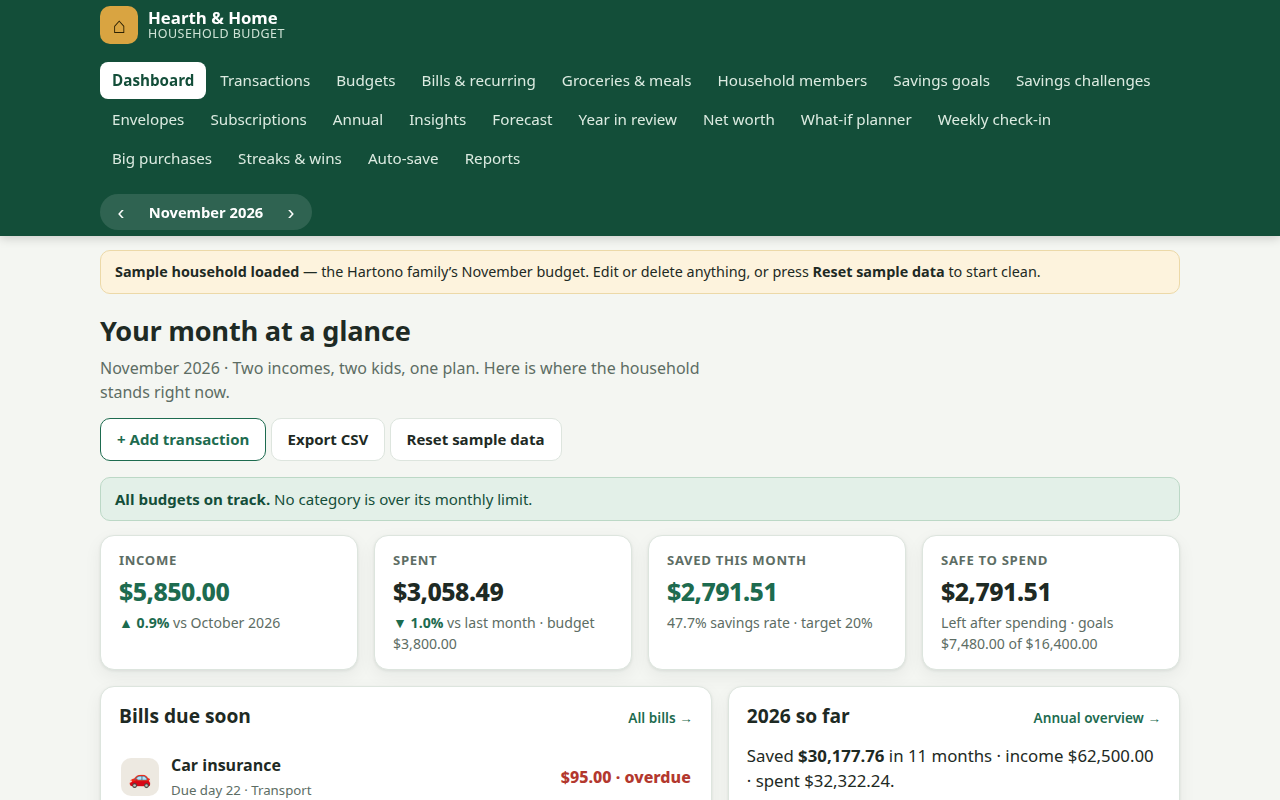 Hearth & Home
HOUSEHOLD BUDGET
Dashboard Transactions Budgets Bills & recurring Groceries & meals Household members Savings goals Savings challenges
Envelopes Subscriptions Annual Insights Forecast Year in review Net worth What-if planner Weekly check-in
Big purchases Streaks & wins Auto-save Reports
‹ November 2026 ›
Sample household loaded — the Hartono family's November budget. Edit or delete anything, or press Reset sample data to start clean.
Your month at a glance
November 2026 · Two incomes, two kids, one plan. Here is where the household
stands right now.
+ Add transaction Export CSV Reset sample data
All budgets on track. No category is over its monthly limit.
INCOME
$5,850.00
▲ 0.9% vs October 2026
SPENT
$3,058.49
▼ 1.0% vs last month · budget
$3,800.00
SAVED THIS MONTH
$2,791.51
47.7% savings rate · target 20%
SAFE TO SPEND
$2,791.51
Left after spending · goals
$7,480.00 of $16,400.00
Bills due soon
All bills →
Car insurance
Due day 22 · Transport
$95.00 · overdue
2026 so far
Annual overview →
Saved $30,177.76 in 11 months · income $62,500.00
· spent $32,322.24.